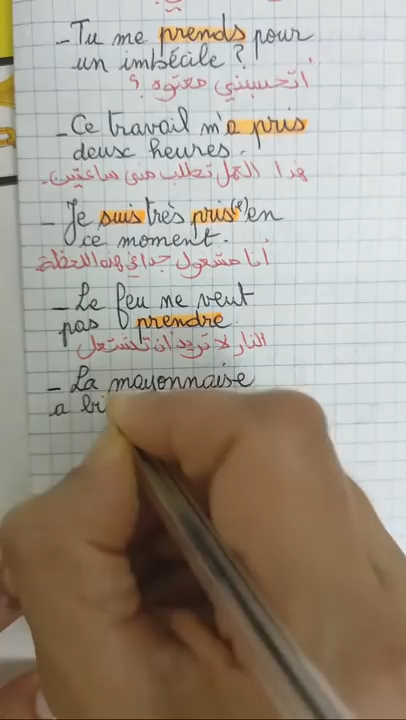 - Tu me prends pour
un imbécile ?
أتحسبني معتوه ؟
- Ce travail m'a pris
deux heures.
هذا العمل تطلب مني ساعتين.
- Je suis très pris(e) en
ce moment.
أنا مشغول جدا في هذه اللحظة
- Le feu ne veut
pas prendre.
النار لا تريد أن تشتعل
- La mayonnaise
a bi